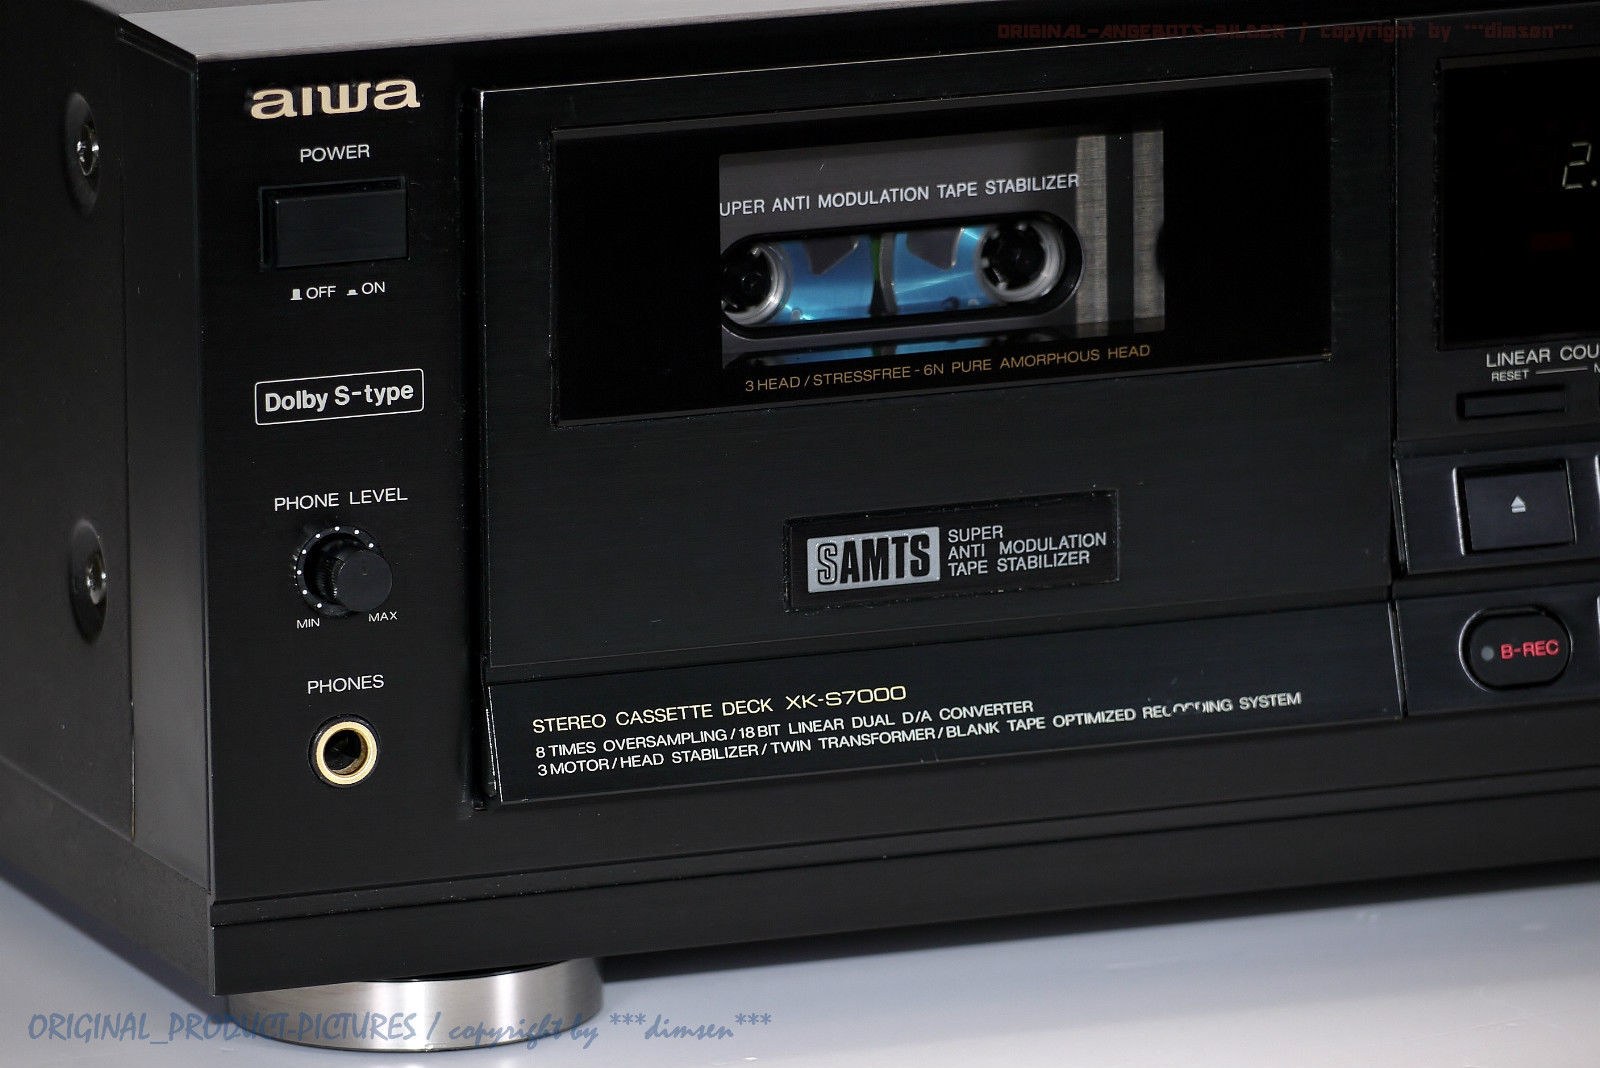 ORIGINAL-ANGEBOTS-BILDER / copyright by ***dimsen***
aiwa
POWER
OFF ON
Dolby S-type
PHONE LEVEL
MIN MAX
PHONES
UPER ANTI MODULATION TAPE STABILIZER
3 HEAD / STRESSFREE - 6N PURE AMORPHOUS HEAD
SAMTS
SUPER
ANTI MODULATION
TAPE STABILIZER
STEREO CASSETTE DECK XK-S7000
8 TIMES OVERSAMPLING / 18 BIT LINEAR DUAL D/A CONVERTER
3 MOTOR / HEAD STABILIZER / TWIN TRANSFORMER / BLANK TAPE OPTIMIZED RECORDING SYSTEM
2.
LINEAR COU
RESET M
B-REC
ORIGINAL_PRODUCT-PICTURES / copyright by ***dimsen***